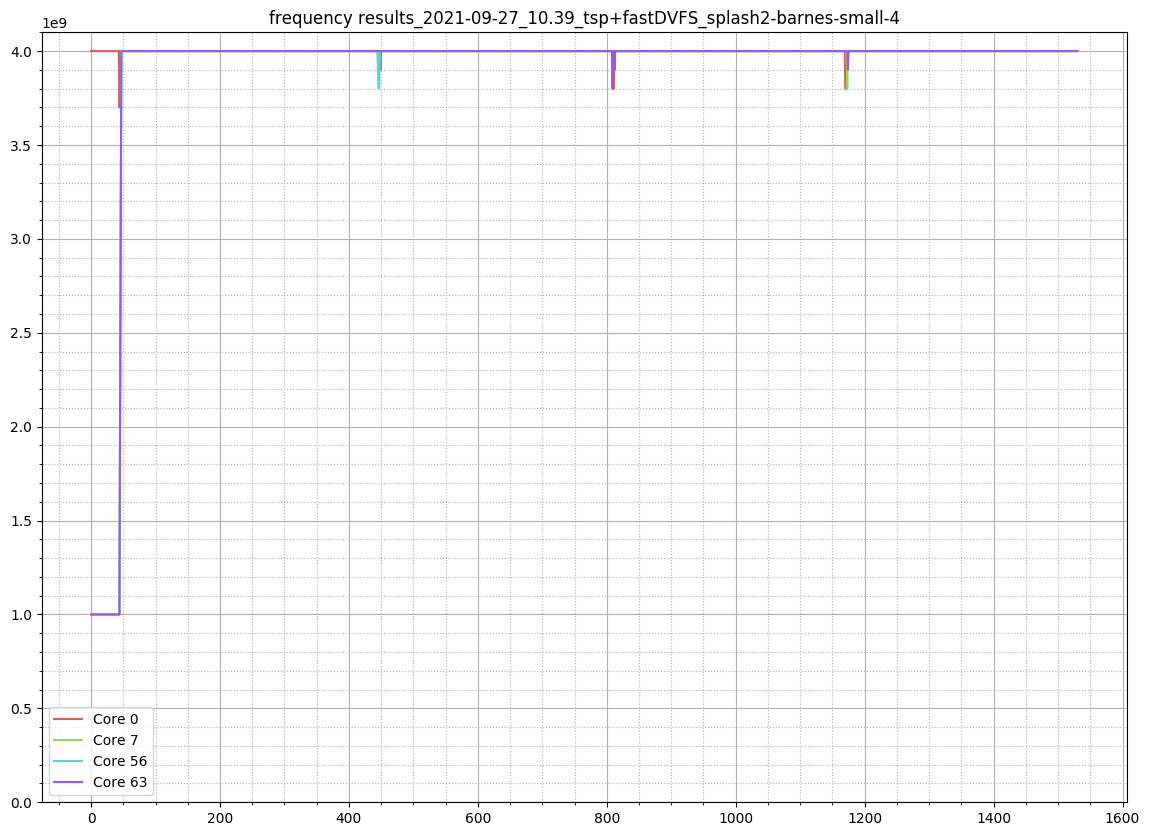 frequency results_2021-09-27_10.39_tsp+fastDVFS_splash2-barnes-small-4
1e9
4.0
3.5
3.0
2.5
2.0
1.5
1.0
0.5
0.0
Core 0
Core 7
Core 56
Core 63
0 200 400 600 800 1000 1200 1400 1600